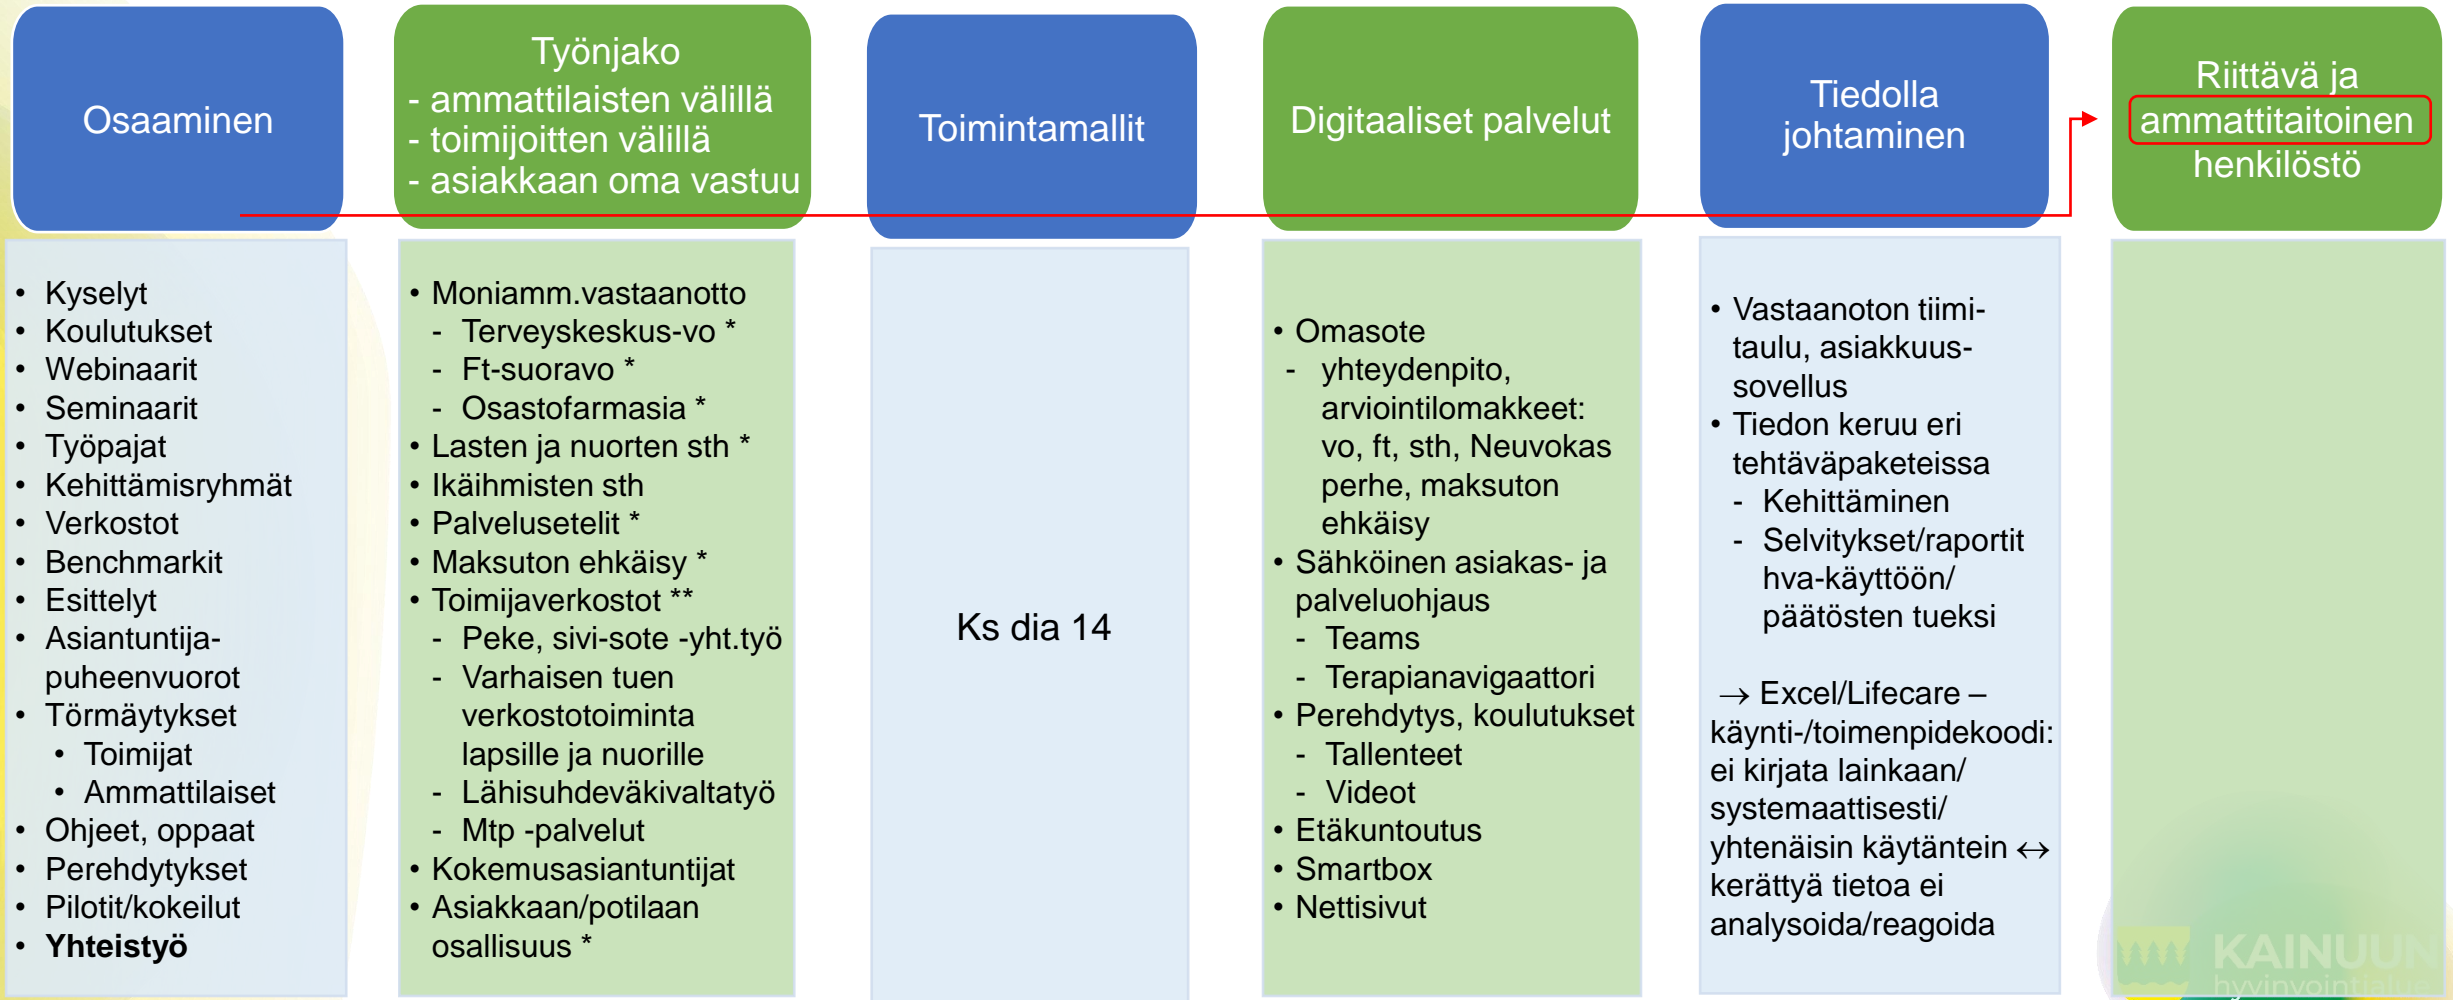 Osaaminen
Työnjako
- ammattilaisten välillä
- toimijoitten välillä
- asiakkaan oma vastuu
Toimintamallit
Digitaaliset palvelut
Tiedolla
johtaminen
Riittävä ja
ammattitaitoinen
henkilöstö
• Kyselyt
• Koulutukset
• Webinaarit
• Seminaarit
• Työpajat
• Kehittämisryhmät
• Verkostot
• Benchmarkit
• Esittelyt
• Asiantuntija-
puheenvuorot
• Törmäytykset
• Toimijat
• Ammattilaiset
• Ohjeet, oppaat
• Perehdytykset
• Pilotit/kokeilut
• Yhteistyö
• Moniamm.vastaanotto
- Terveyskeskus-vo *
- Ft-suoravo *
- Osastofarmasia *
• Lasten ja nuorten sth *
• Ikäihmisten sth
• Palvelusetelit *
• Maksuton ehkäisy *
• Toimijaverkostot **
- Peke, sivi-sote -yht.työ
- Varhaisen tuen
verkostotoiminta
lapsille ja nuorille
- Lähisuhdeväkivaltatyö
- Mtp -palvelut
• Kokemusasiantuntijat
• Asiakkaan/potilaan
osallisuus *
Ks dia 14
• Omasote
- yhteydenpito,
arviointilomakkeet:
vo, ft, sth, Neuvokas
perhe, maksuton
ehkäisy
• Sähköinen asiakas- ja
palveluohjaus
- Teams
- Terapianavigaattori
• Perehdytys, koulutukset
- Tallenteet
- Videot
• Etäkuntoutus
• Smartbox
• Nettisivut
• Vastaanoton tiimi-
taulu, asiakkuus-
sovellus
• Tiedon keruu eri
tehtäväpaketeissa
- Kehittäminen
- Selvitykset/raportit
hva-käyttöön/
päätösten tueksi
→ Excel/Lifecare –
käynti-/toimenpidekoodi:
ei kirjata lainkaan/
systemaattisesti/
yhtenäisin käytäntein ↔
kerättyä tietoa ei
analysoida/reagoida
KAINUUN
hyvinvointialue